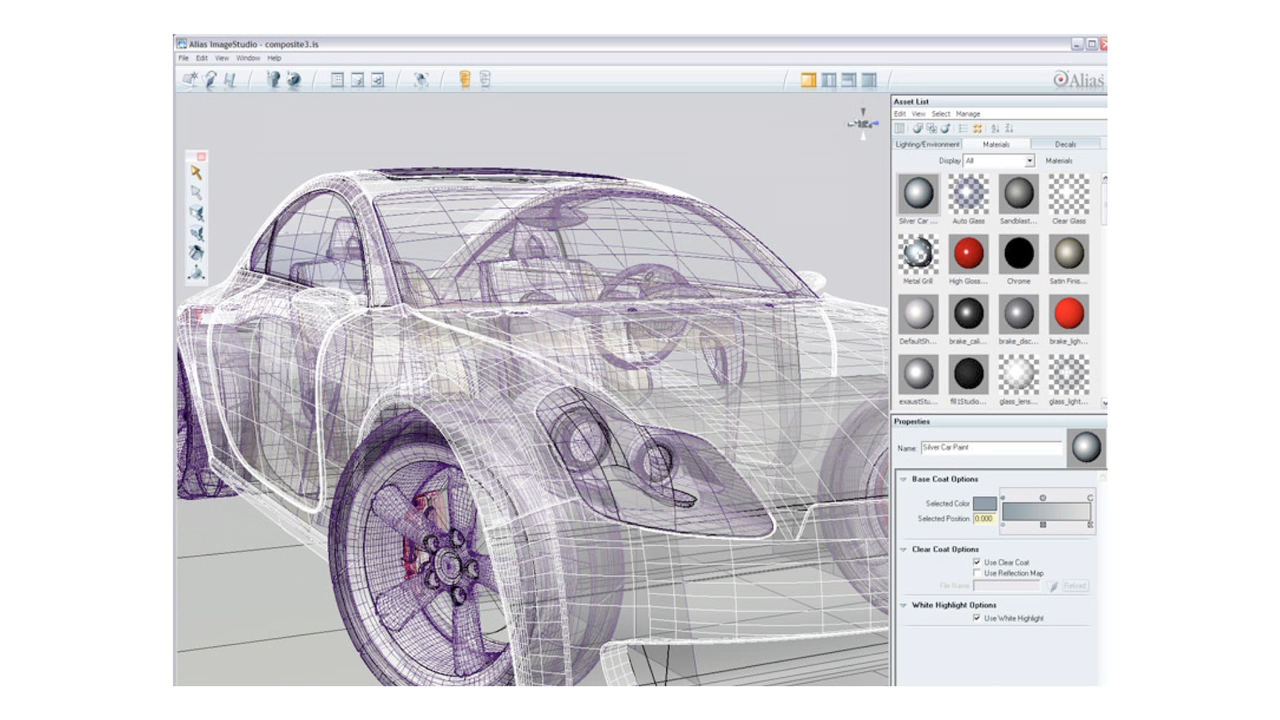 Alias ImageStudio - composite3.is
File Edit View Window Help
Alias
Asset List
Edit View Select Manage
Lighting/Environment Materials Decals
Display All Materials
Silver Car ... Auto Glass Sandblast... Clear Glass
Metal Grill High Gloss... Chrome Satin Finis...
DefaultSh... brake_cali... brake_disc... brake_ligh...
exaustStu... fill1Studio... glass_lens... glass_light...
Properties
Name: Silver Car Paint
Base Coat Options
Selected Color
Selected Position 0.000
Clear Coat Options
Use Clear Coat
Use Reflection Map
File Name Reload
White Highlight Options
Use White Highlight